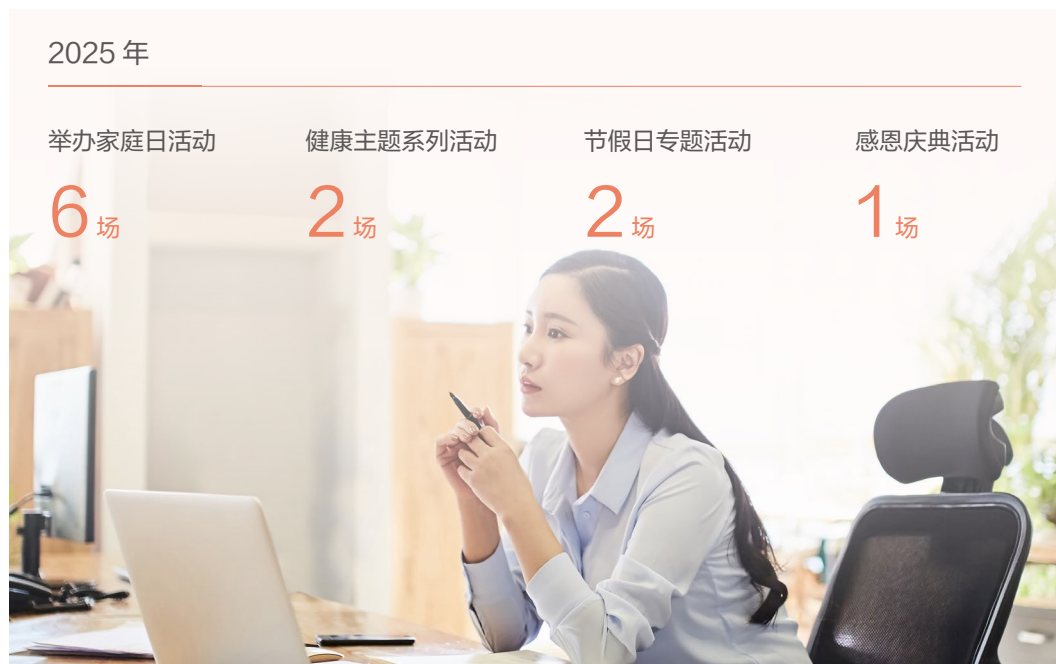 2025 年
举办家庭日活动
6 场
健康主题系列活动
2 场
节假日专题活动
2 场
感恩庆典活动
1 场